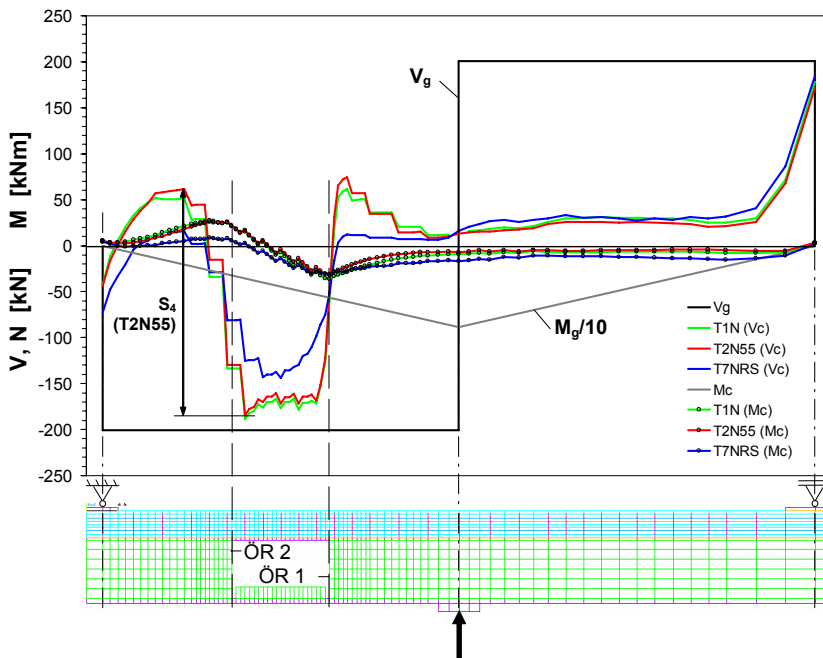 V, N [kN] M [kNm]
250
200
150
100
50
0
-50
-100
-150
-200
-250
Vg
S4
(T2N55)
Mg/10
Vg
T1N (Vc)
T2N55 (Vc)
T7NRS (Vc)
Mc
T1N (Mc)
T2N55 (Mc)
T7NRS (Mc)
ÖR 2
ÖR 1